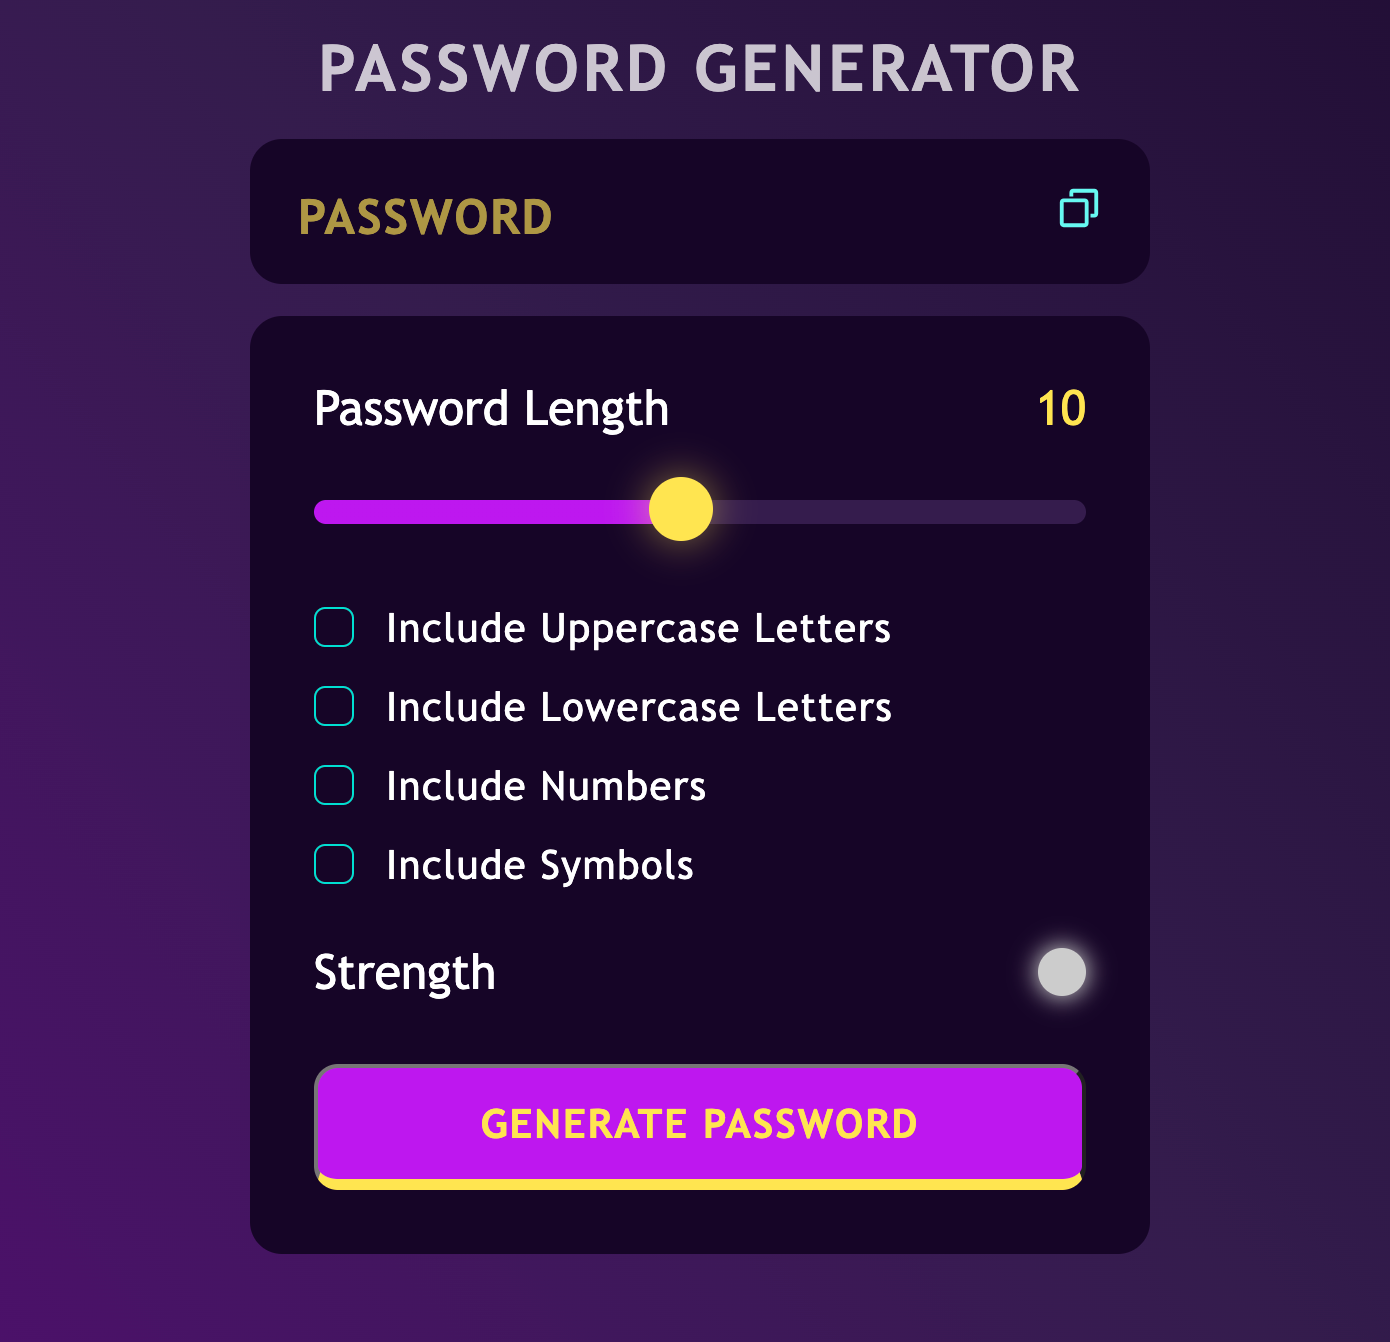 PASSWORD GENERATOR
PASSWORD
Password Length 10
Include Uppercase Letters
Include Lowercase Letters
Include Numbers
Include Symbols
Strength
GENERATE PASSWORD